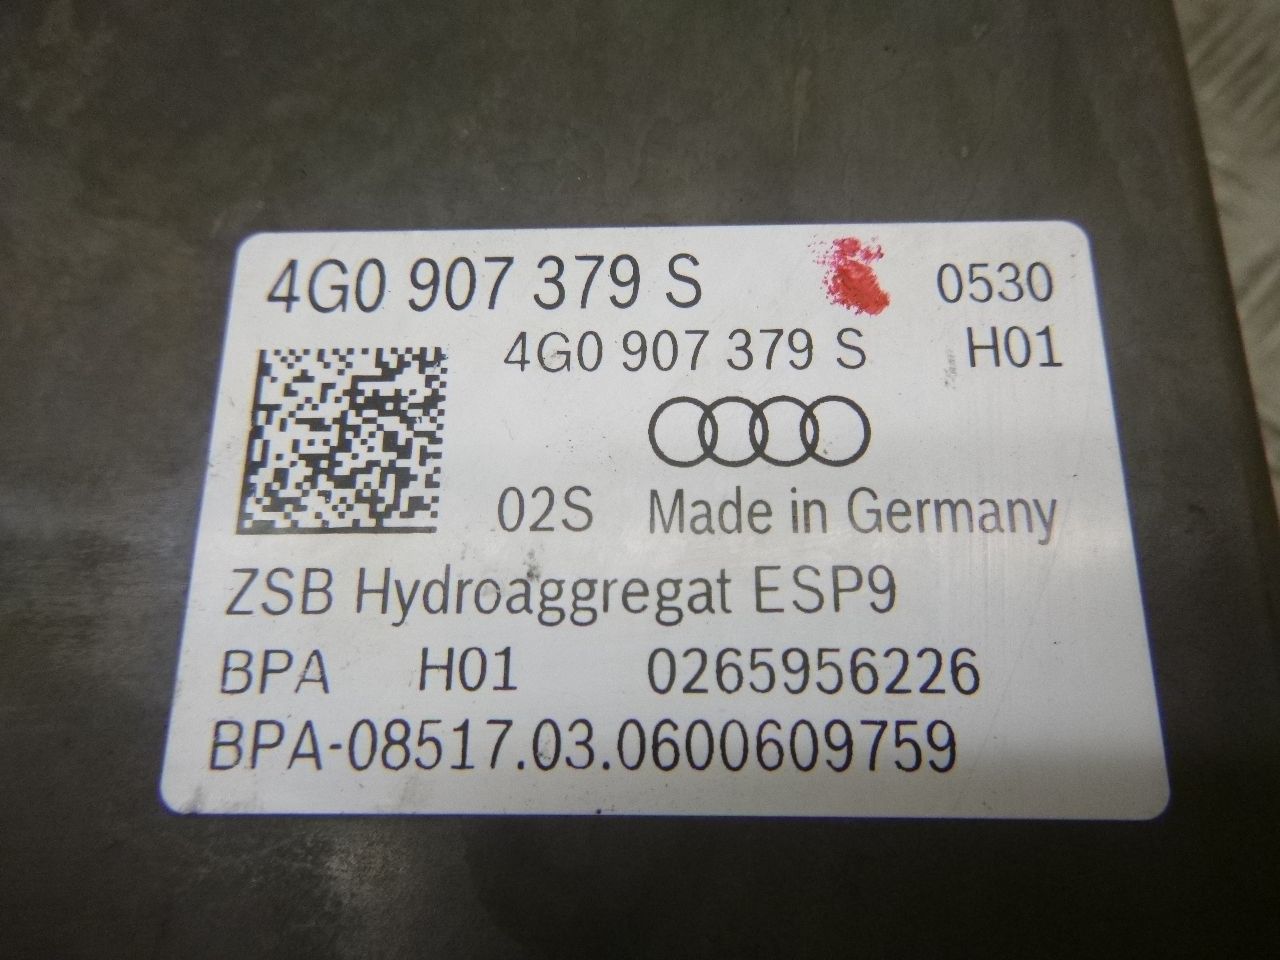 4G0 907 379 S 0530
4G0 907 379 S H01
02S Made in Germany
ZSB Hydroaggregat ESP9
BPA H01 0265956226
BPA-08517.03.0600609759